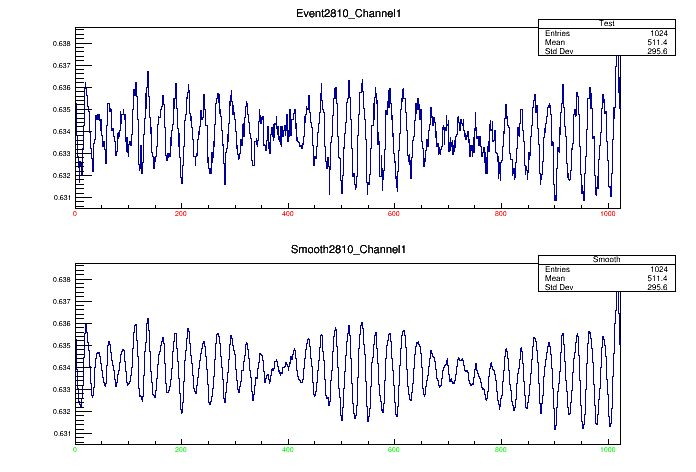 Event2810_Channel1
Test
Entries 1024
Mean 511.4
Std Dev 295.6
0.638
0.637
0.636
0.635
0.634
0.633
0.632
0.631
0 200 400 600 800 1000
Smooth2810_Channel1
Smooth
Entries 1024
Mean 511.4
Std Dev 295.6
0.638
0.637
0.636
0.635
0.634
0.633
0.632
0.631
0 200 400 600 800 1000